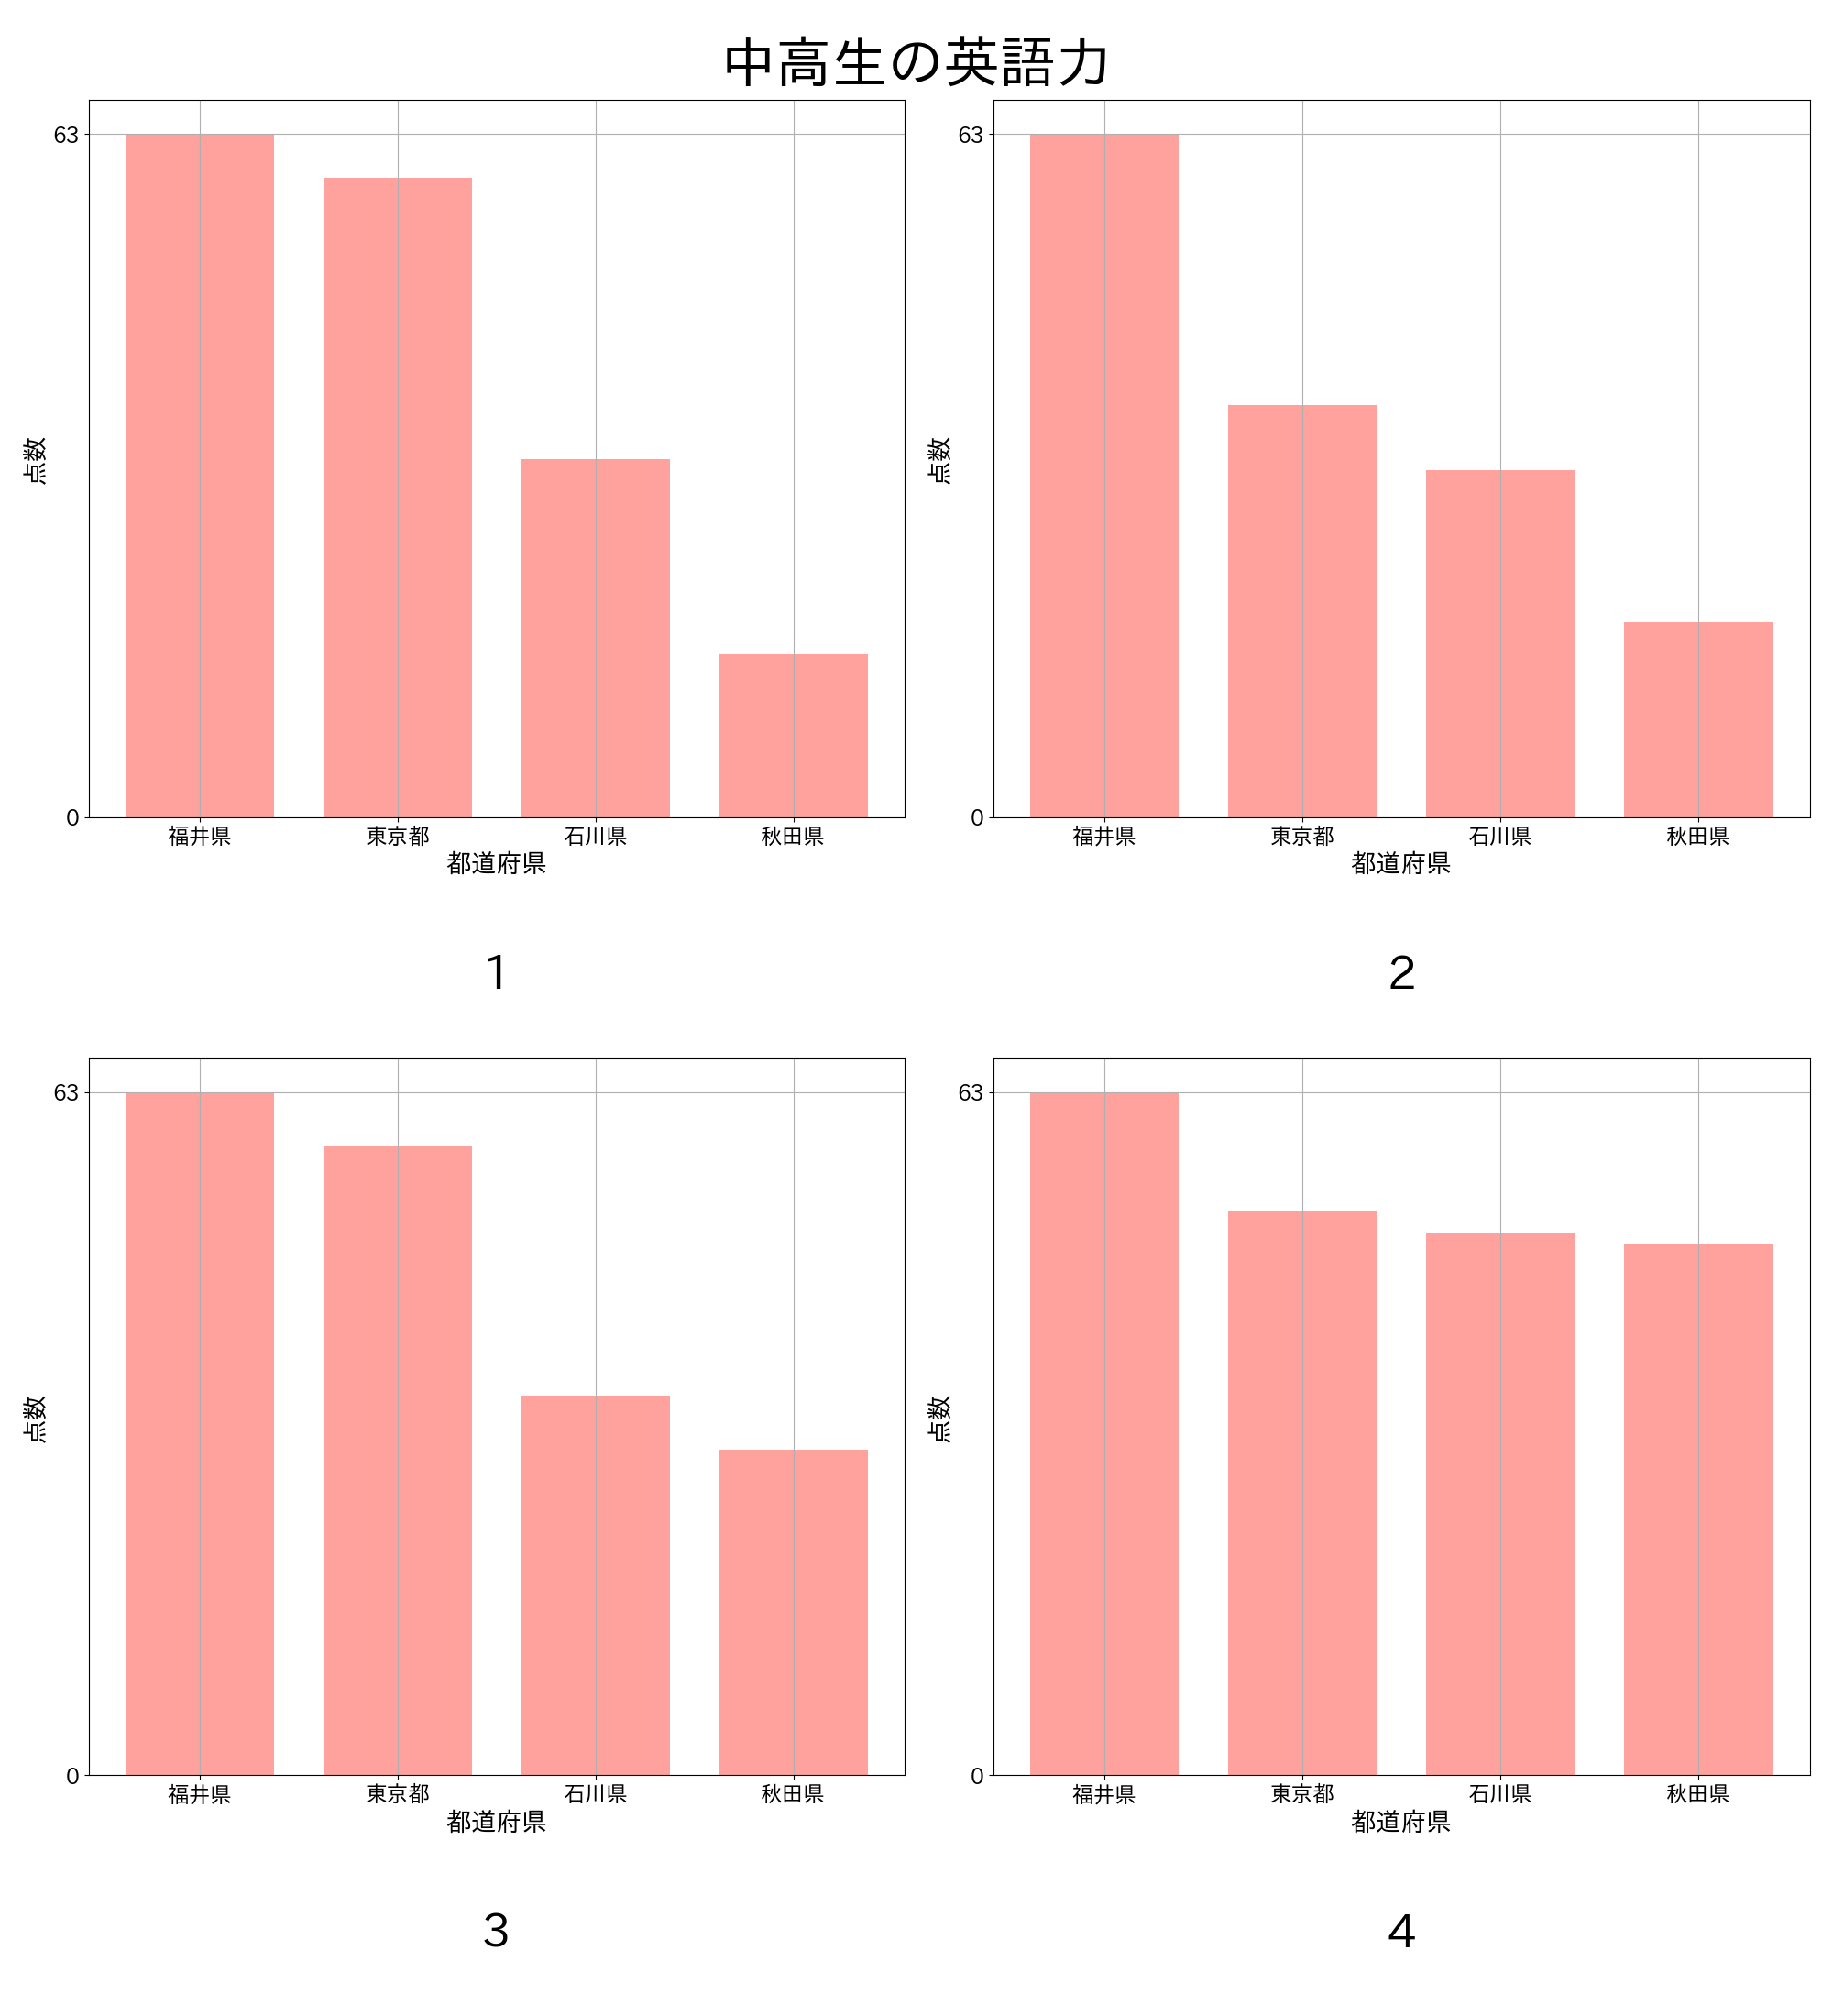 中高生の英語力
63
0
点数
福井県 東京都 石川県 秋田県
都道府県
1
63
0
点数
福井県 東京都 石川県 秋田県
都道府県
2
63
0
点数
福井県 東京都 石川県 秋田県
都道府県
3
63
0
点数
福井県 東京都 石川県 秋田県
都道府県
4